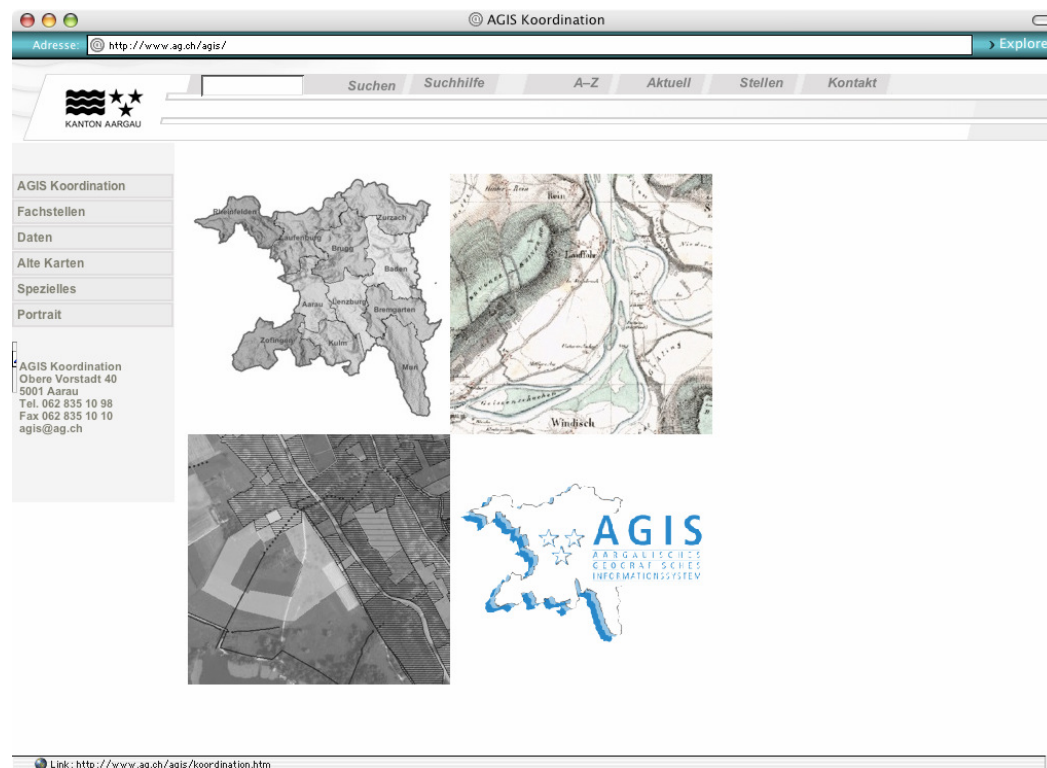 AGIS Koordination
Adresse: http://www.ag.ch/agis/ Explore
Suchen Suchhilfe A–Z Aktuell Stellen Kontakt
KANTON AARGAU
AGIS Koordination
Fachstellen
Daten
Alte Karten
Spezielles
Portrait
AGIS Koordination
Obere Vorstadt 40
5001 Aarau
Tel. 062 835 10 98
Fax 062 835 10 10
agis@ag.ch
Rheinfelden
Zurzach
Laufenburg
Brugg
Baden
Aarau Lenzburg
Bremgarten
Zofingen
Kulm
Muri
Rein
Lauffohr
Windisch
AGIS
AARGAUISCHES
GEOGRAFISCHES
INFORMATIONSSYSTEM
Link: http://www.ag.ch/agis/koordination.htm